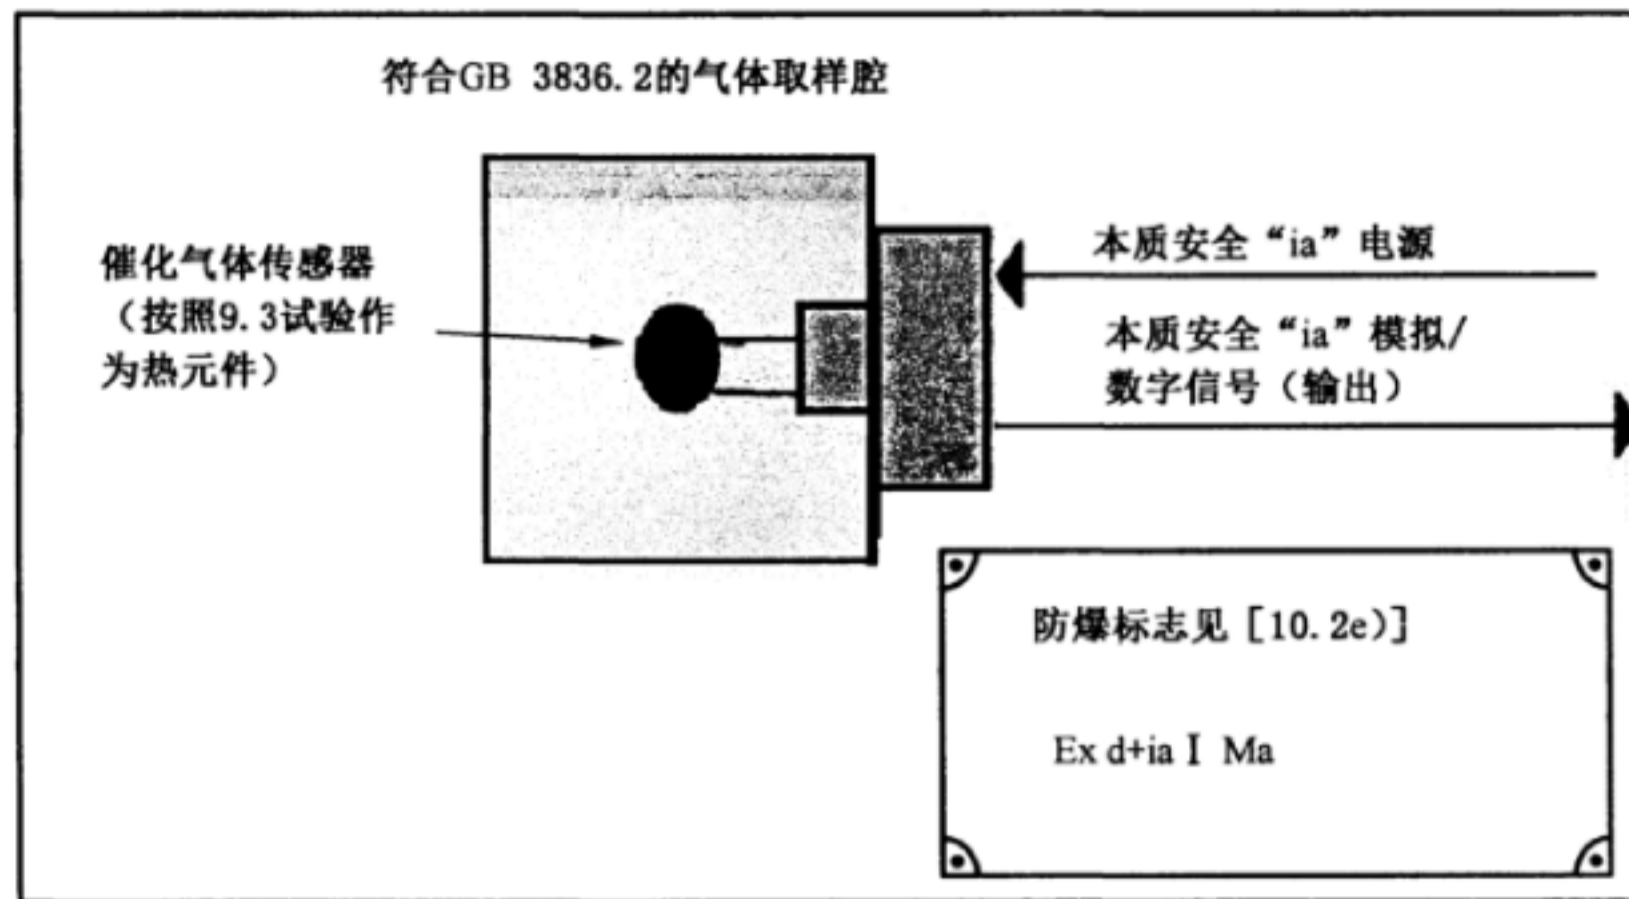 符合GB 3836.2的气体取样腔
催化气体传感器
（按照9.3试验作
为热元件）
本质安全“ia”电源
本质安全“ia”模拟/
数字信号（输出）
防爆标志见［10.2e)］
Ex d+ia Ⅰ Ma